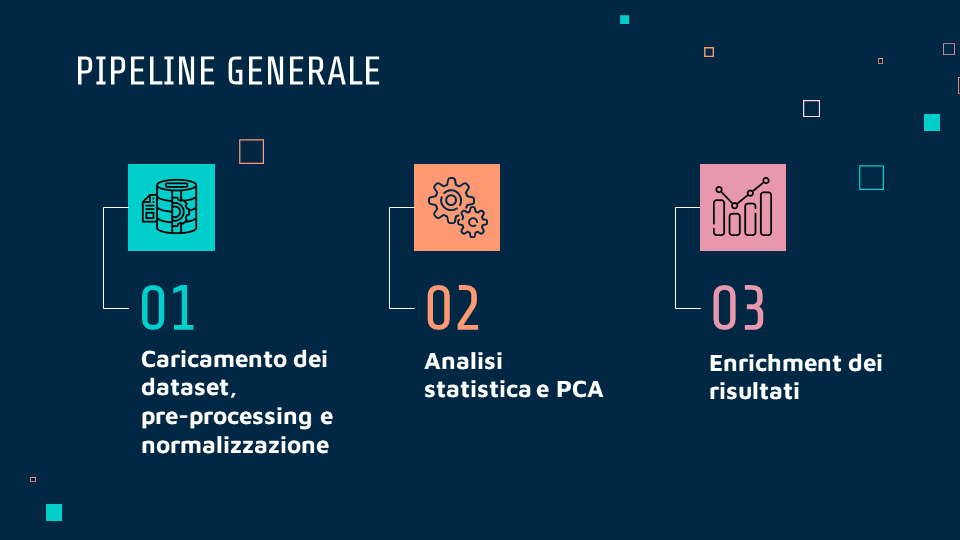 PIPELINE GENERALE
01
Caricamento dei
dataset,
pre-processing e
normalizzazione
02
Analisi
statistica e PCA
03
Enrichment dei
risultati